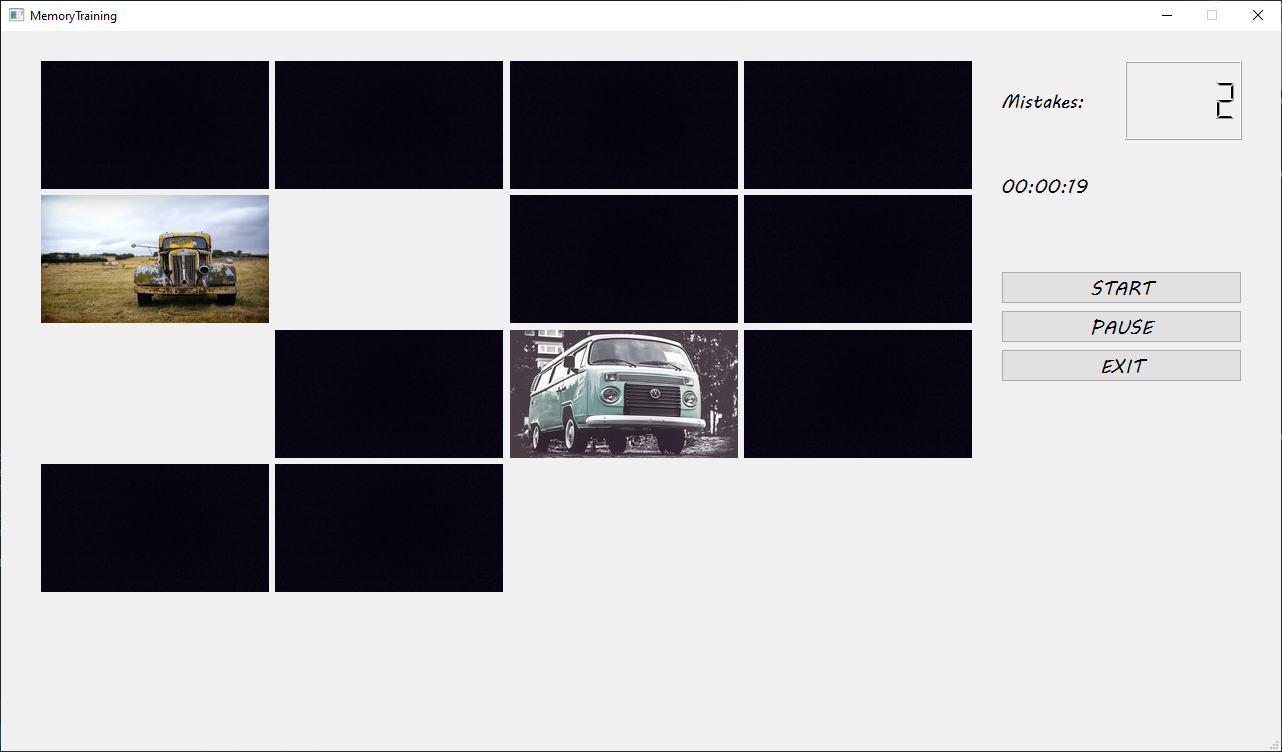 MemoryTraining
Mistakes:
2
00:00:19
START
PAUSE
EXIT